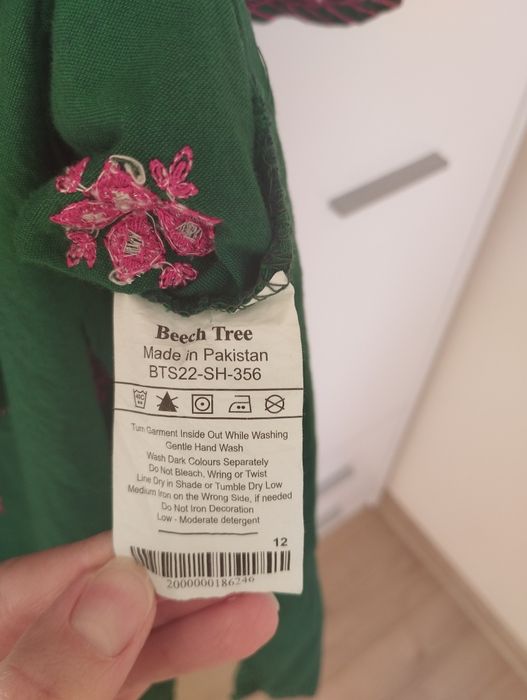 Beech Tree
Made in Pakistan
BTS22-SH-356
40C
Turn Garment Inside Out While Washing
Gentle Hand Wash
Wash Dark Colours Separately
Do Not Bleach, Wring or Twist
Line Dry in Shade or Tumble Dry Low
Medium Iron on the Wrong Side, if needed
Do Not Iron Decoration
Low - Moderate detergent
12
2000000186246